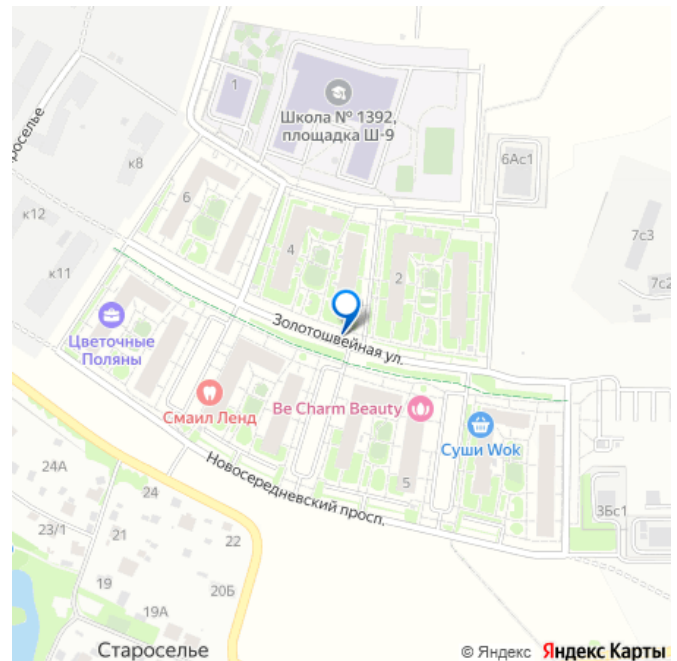 1
Школа № 1392,
площадка Ш-9
6Ас1
к8
6
к12
4
2
7с3
7с2
к11
Золотошвейная ул.
Цветочные
Поляны
Смаил Ленд
Be Charm Beauty
Суши Wok
Новосередневский просп.
5
3Бс1
24А
24
23/1
21
22
19
20Б
19А
Староселье
© Яндекс Яндекс Карты